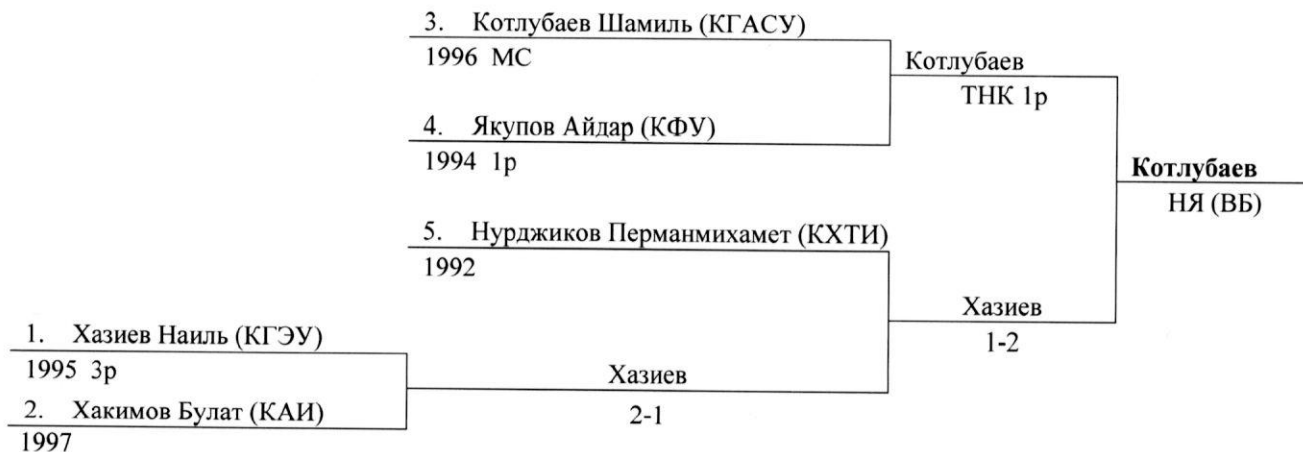 3. Котлубаев Шамиль (КГАСУ)
1996 МС
Котлубаев
ТНК 1р
4. Якупов Айдар (КФУ)
1994 1р
Котлубаев
НЯ (ВБ)
5. Нурджиков Перманмихамет (КХТИ)
1992
Хазиев
1-2
1. Хазиев Наиль (КГЭУ)
1995 3р
Хазиев
2-1
2. Хакимов Булат (КАИ)
1997